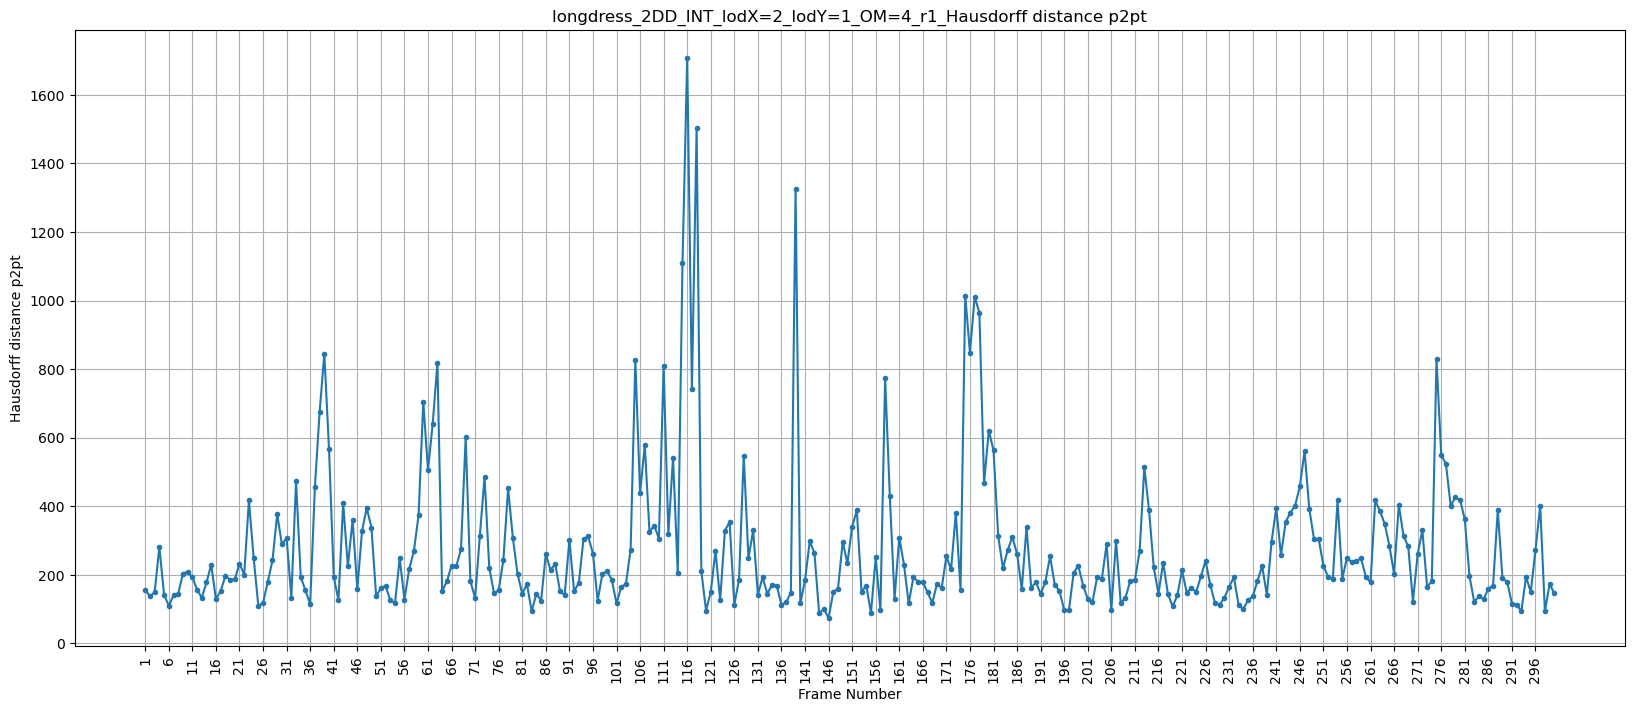 longdress_2DD_INT_lodX=2_lodY=1_OM=4_r1_Hausdorff distance p2pt
Hausdorff distance p2pt
1600
1400
1200
1000
800
600
400
200
0
1 6 11 16 21 26 31 36 41 46 51 56 61 66 71 76 81 86 91 96 101 106 111 116 121 126 131 136 141 146 151 156 161 166 171 176 181 186 191 196 201 206 211 216 221 226 231 236 241 246 251 256 261 266 271 276 281 286 291 296
Frame Number